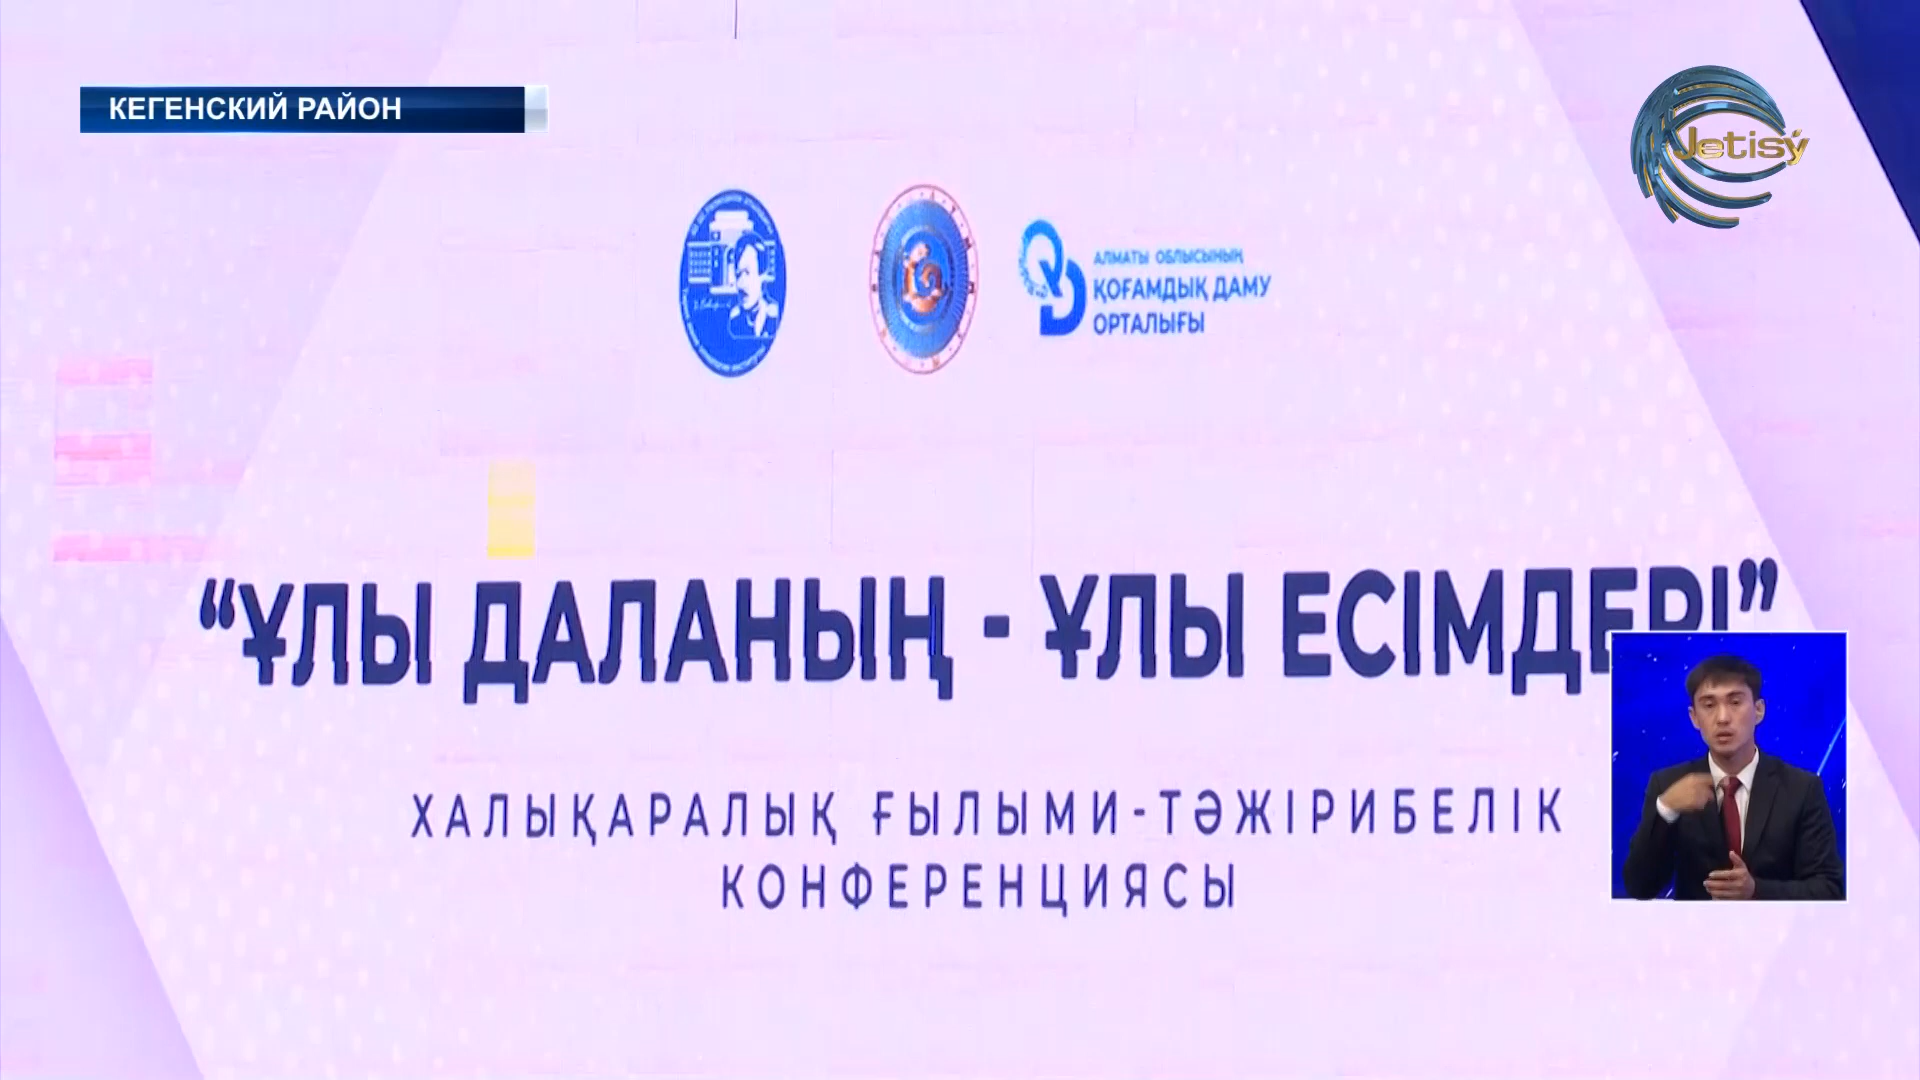 КЕГЕНСКИЙ РАЙОН
Jetisý
АЛМАТЫ ОБЛЫСЫНЫҢ
ҚОҒАМДЫҚ ДАМУ
ОРТАЛЫҒЫ
“ҰЛЫ ДАЛАНЫҢ - ҰЛЫ ЕСІМДЕРІ”
ХАЛЫҚАРАЛЫҚ ҒЫЛЫМИ-ТӘЖІРИБЕЛІК
КОНФЕРЕНЦИЯСЫ